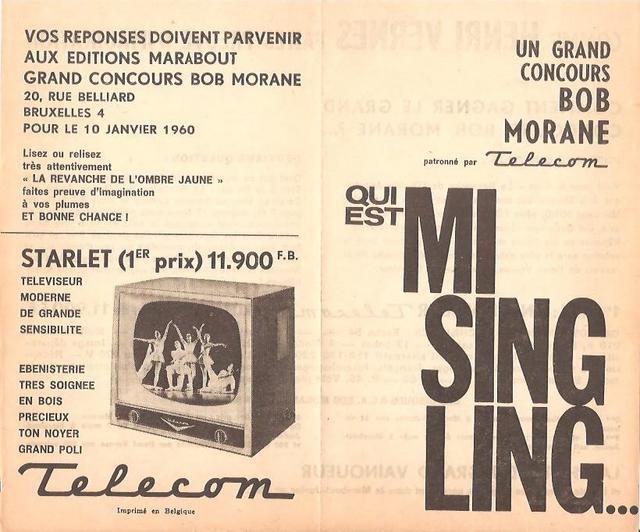 VOS REPONSES DOIVENT PARVENIR
AUX EDITIONS MARABOUT
GRAND CONCOURS BOB MORANE
20, RUE BELLIARD
BRUXELLES 4
POUR LE 10 JANVIER 1960
Lisez ou relisez
très attentivement
« LA REVANCHE DE L'OMBRE JAUNE »
faites preuve d'imagination
à vos plumes
ET BONNE CHANCE !
STARLET (1ER prix) 11.900 F.B.
TELEVISEUR
MODERNE
DE GRANDE
SENSIBILITE
EBENISTERIE
TRES SOIGNEE
EN BOIS
PRECIEUX
TON NOYER
GRAND POLI
Telecom
Imprimé en Belgique
UN GRAND
CONCOURS
BOB
MORANE
patronné par Telecom
QUI
EST
MI
SING
LING...